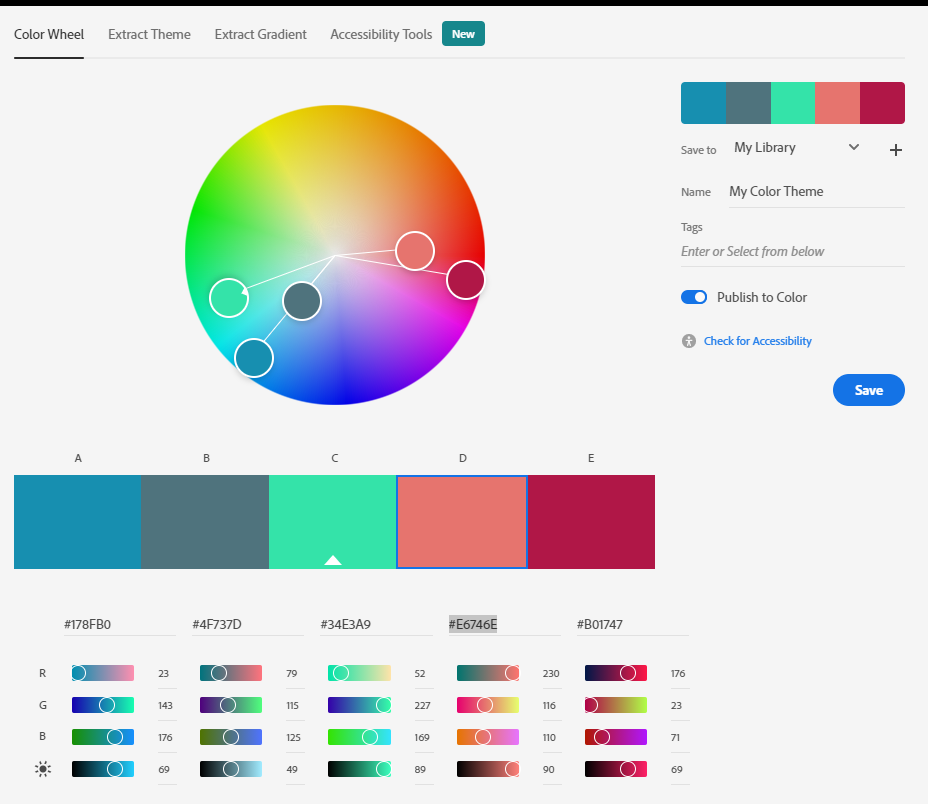 Color Wheel Extract Theme Extract Gradient Accessibility Tools New
Save to My Library
Name My Color Theme
Tags
Enter or Select from below
Publish to Color
Check for Accessibility
Save
A B C D E
#178FB0 #4F737D #34E3A9 #E6746E #B01747
R 23 79 52 230 176
G 143 115 227 116 23
B 176 125 169 110 71
69 49 89 90 69